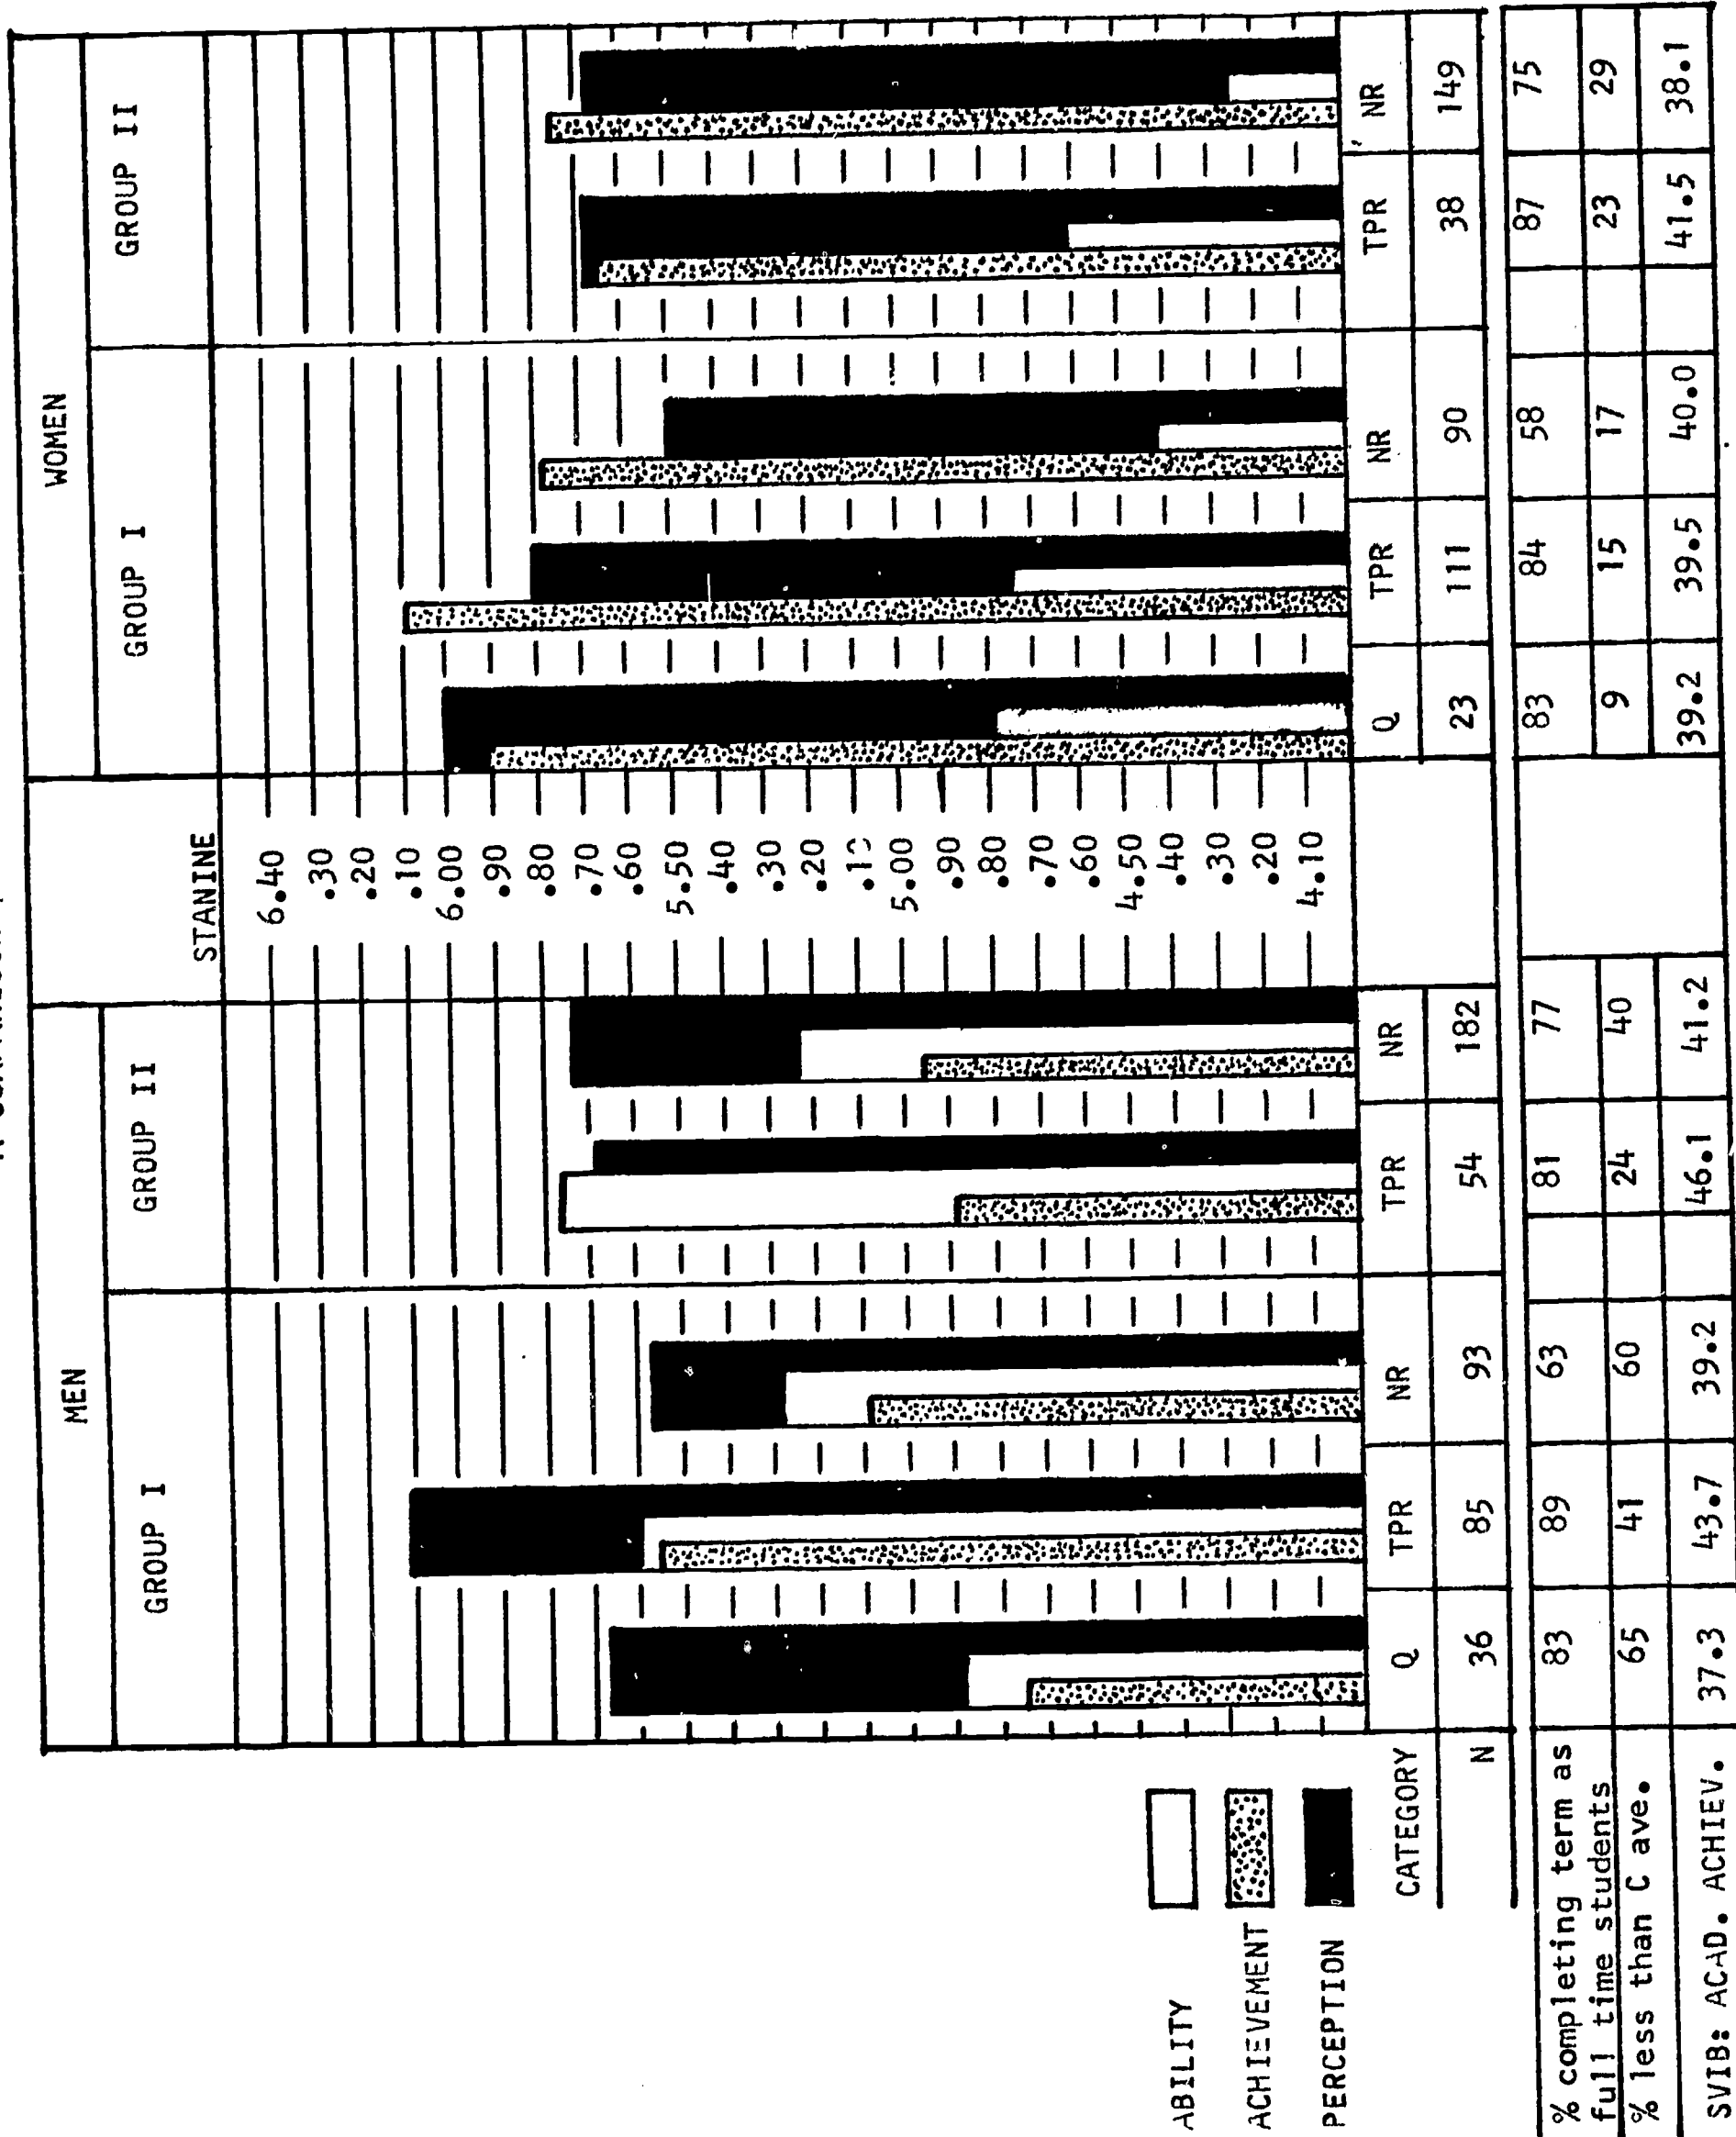 MEN WOMEN
GROUP I GROUP II GROUP I GROUP II
STANINE
6.40
.30
.20
.10
6.00
.90
.80
.70
.60
5.50
.40
.30
.20
.10
5.00
.90
.80
.70
.60
4.50
.40
.30
.20
4.10
ABILITY
ACHIEVEMENT
PERCEPTION
CATEGORY Q TPR NR TPR NR Q TPR NR TPR NR
N 36 85 93 54 182 23 111 90 38 149
% completing term as
full time students 83 89 63 81 77 83 84 58 87 75
% less than C ave. 65 41 60 24 40 9 15 17 23 29
SVIB: ACAD. ACHIEV. 37.3 43.7 39.2 46.1 41.2 39.2 39.5 40.0 41.5 38.1